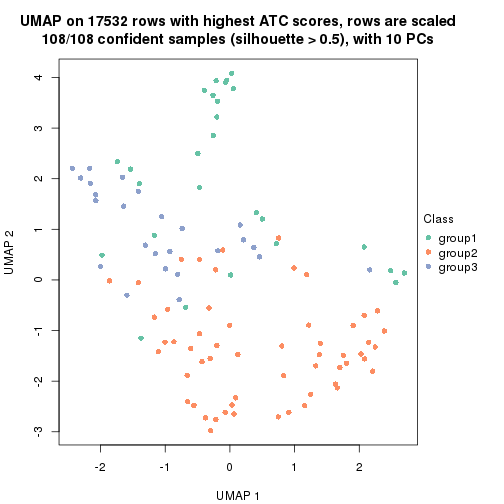 UMAP on 17532 rows with highest ATC scores, rows are scaled
108/108 confident samples (silhouette > 0.5), with 10 PCs
4
3
2
1
0
-1
-2
-3
UMAP 2
-2
-1
0
1
2
UMAP 1
Class
group1
group2
group3